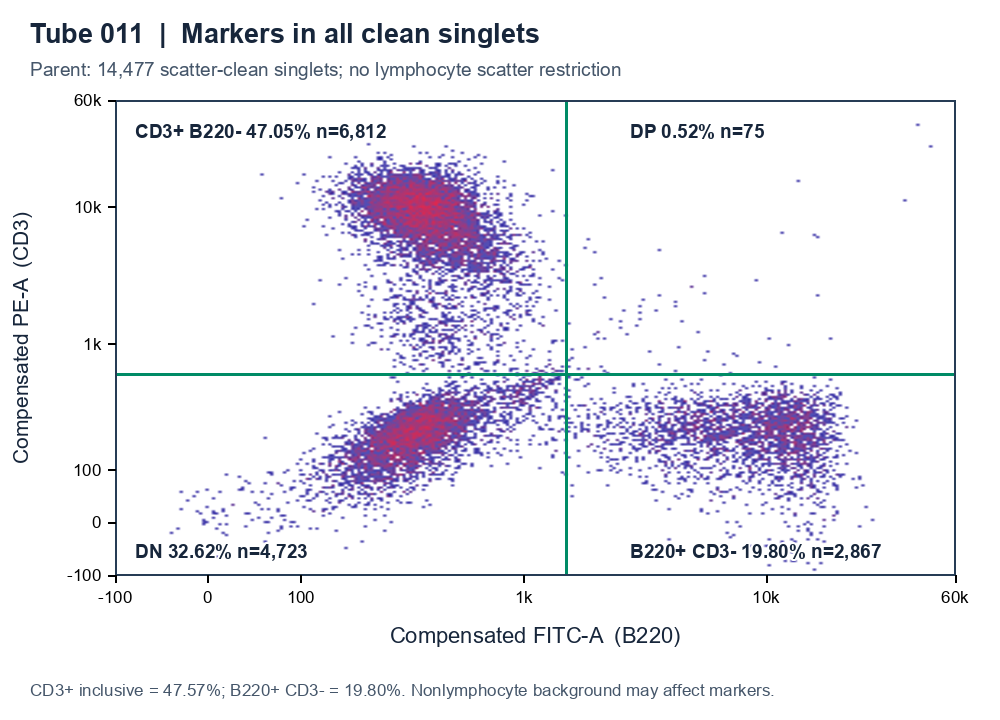 Tube 011 | Markers in all clean singlets
Parent: 14,477 scatter-clean singlets; no lymphocyte scatter restriction
60k
CD3+ B220- 47.05% n=6,812
DP 0.52% n=75
10k
Compensated PE-A (CD3)
1k
100
0
DN 32.62% n=4,723
B220+ CD3- 19.80% n=2,867
-100
-100 0 100 1k 10k 60k
Compensated FITC-A (B220)
CD3+ inclusive = 47.57%; B220+ CD3- = 19.80%. Nonlymphocyte background may affect markers.